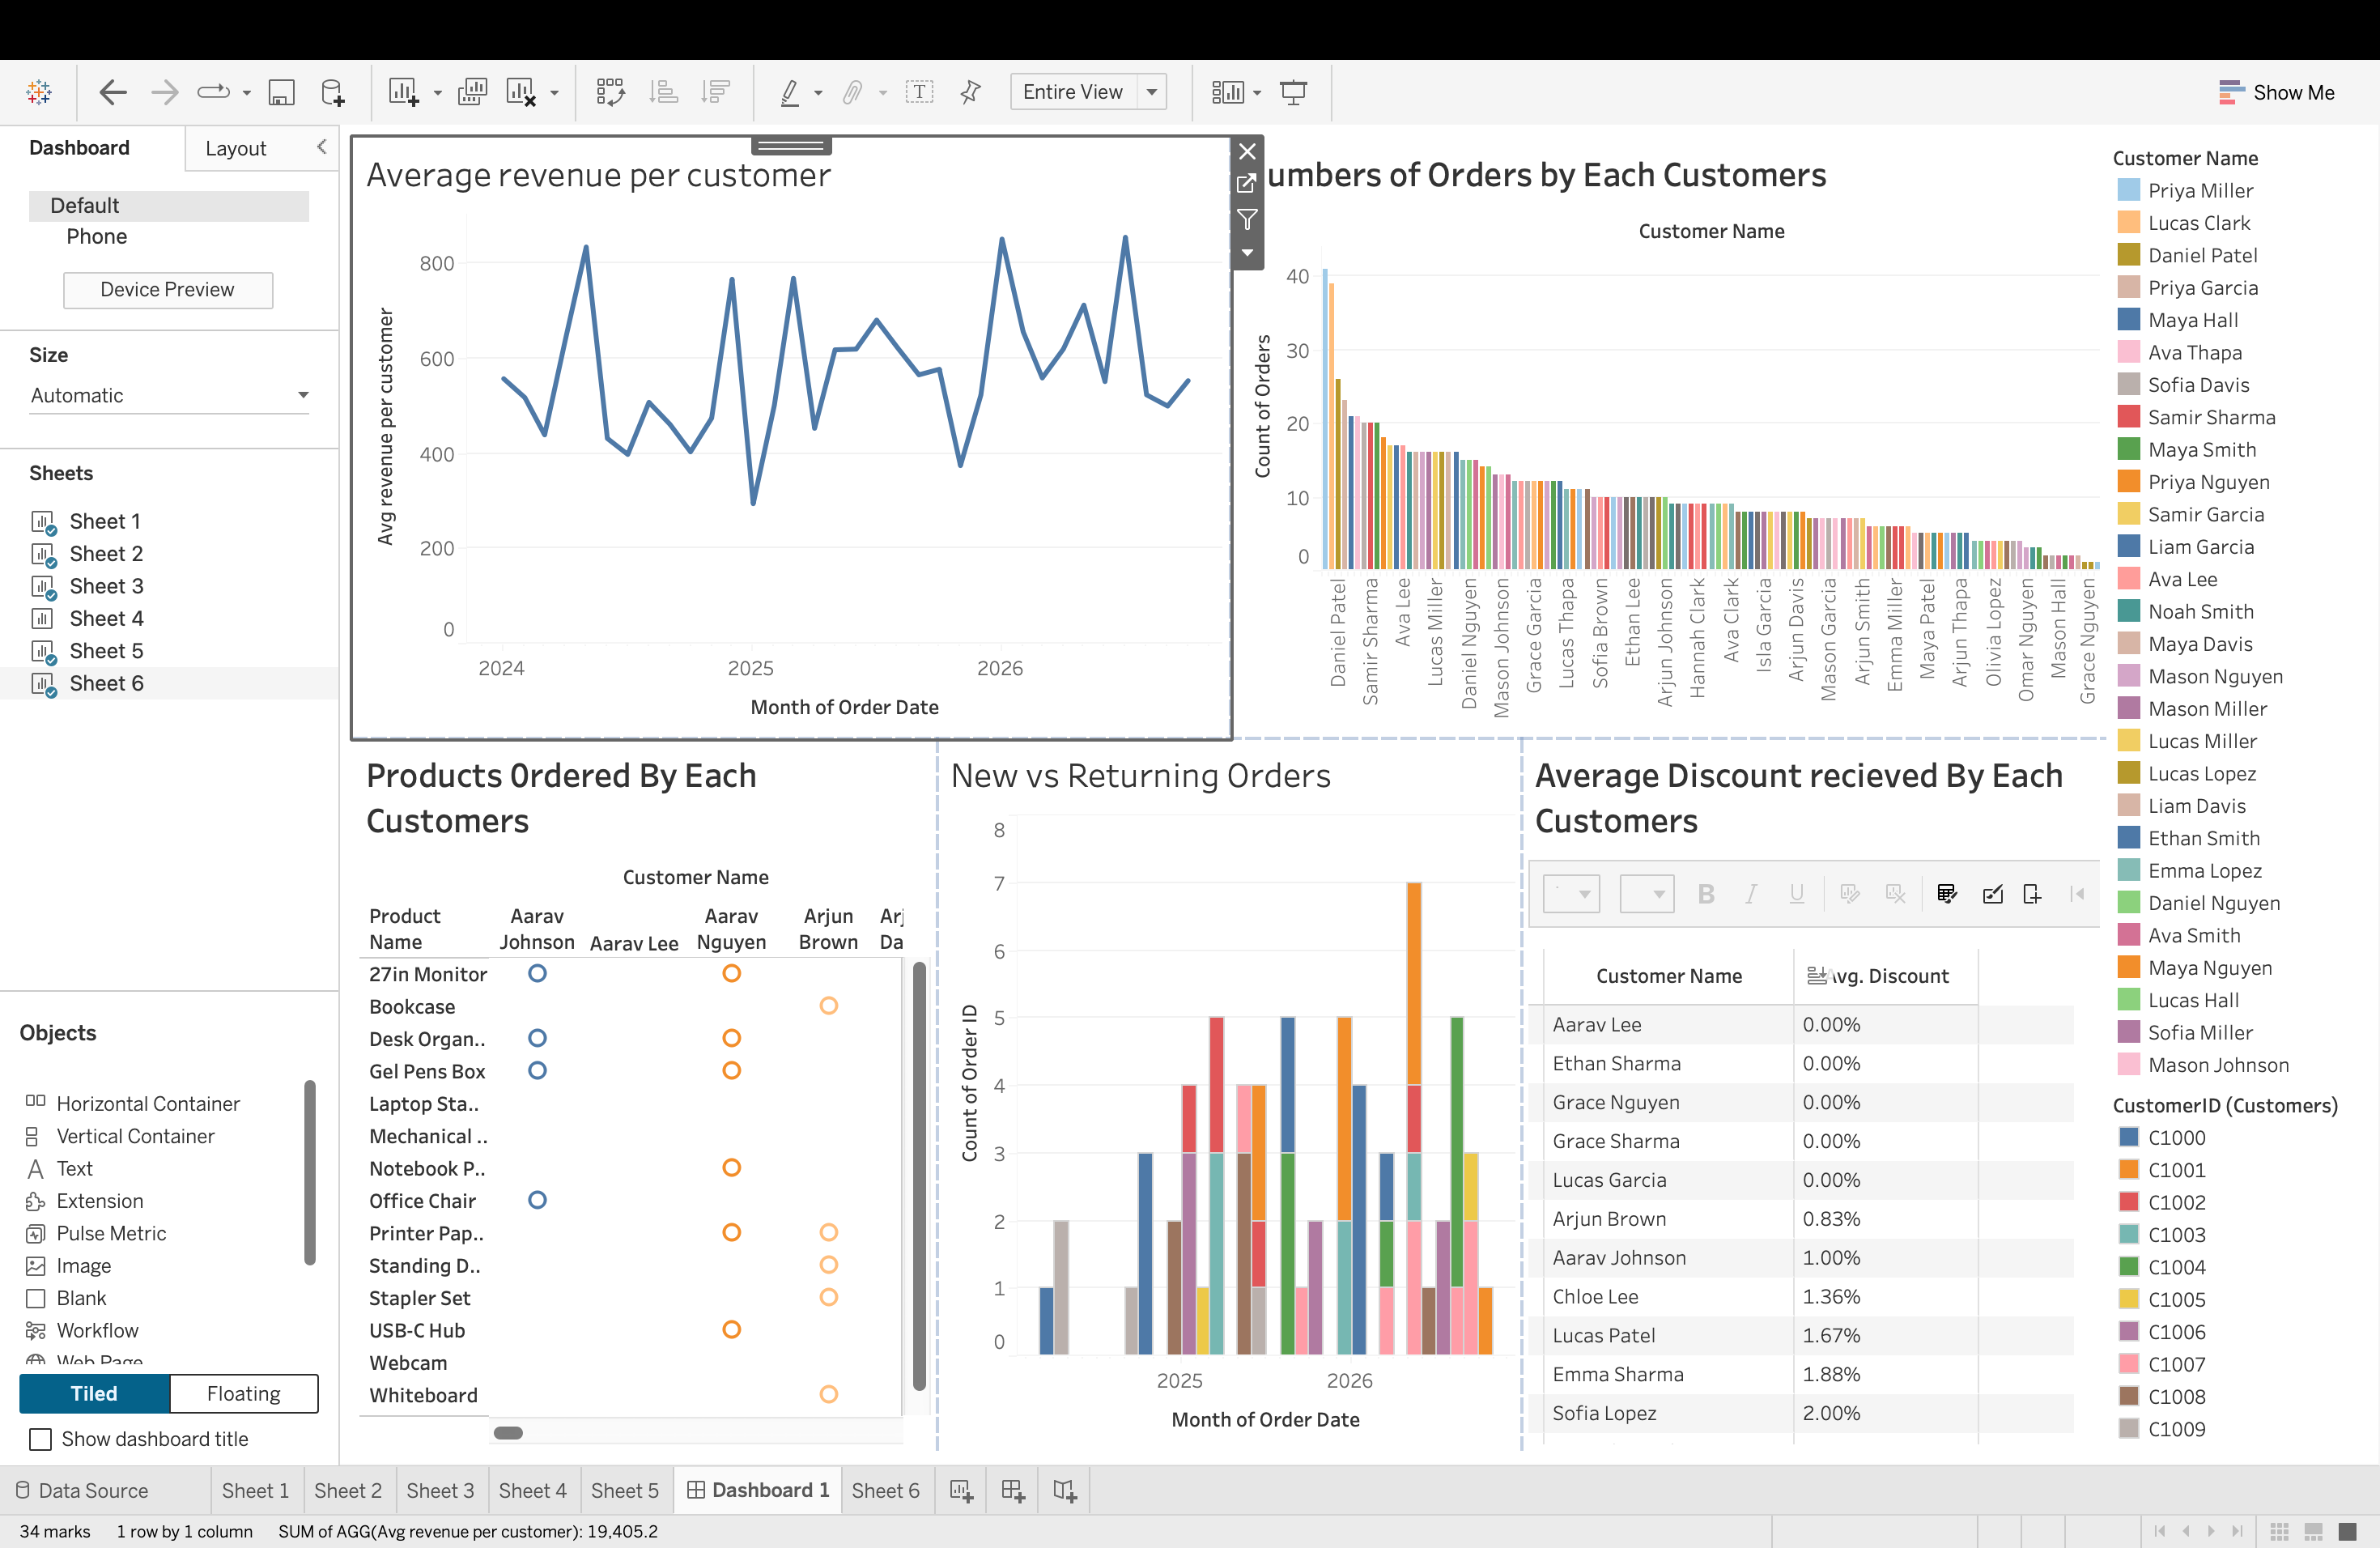 Entire View
Show Me
Dashboard
Layout
Default
Phone
Device Preview
Size
Automatic
Sheets
Sheet 1
Sheet 2
Sheet 3
Sheet 4
Sheet 5
Sheet 6
Objects
Horizontal Container
Vertical Container
Text
Extension
Pulse Metric
Image
Blank
Workflow
Web Page
Tiled
Floating
Show dashboard title
Average revenue per customer
Avg revenue per customer
800
600
400
200
0
2024
2025
2026
Month of Order Date
umbers of Orders by Each Customers
Customer Name
Count of Orders
40
30
20
10
0
Daniel Patel
Samir Sharma
Ava Lee
Lucas Miller
Daniel Nguyen
Mason Johnson
Grace Garcia
Lucas Thapa
Sofia Brown
Ethan Lee
Arjun Johnson
Hannah Clark
Ava Clark
Isla Garcia
Arjun Davis
Mason Garcia
Arjun Smith
Emma Miller
Maya Patel
Arjun Thapa
Olivia Lopez
Omar Nguyen
Mason Hall
Grace Nguyen
Products 0rdered By Each
Customers
Customer Name
Product
Name
Aarav
Johnson
Aarav Lee
Aarav
Nguyen
Arjun
Brown
Arj
Da
27in Monitor
Bookcase
Desk Organ..
Gel Pens Box
Laptop Sta..
Mechanical ..
Notebook P..
Office Chair
Printer Pap..
Standing D..
Stapler Set
USB-C Hub
Webcam
Whiteboard
New vs Returning Orders
Count of Order ID
8
7
6
5
4
3
2
1
0
2025
2026
Month of Order Date
Average Discount recieved By Each
Customers
B I U
Customer Name
vg. Discount
Aarav Lee 0.00%
Ethan Sharma 0.00%
Grace Nguyen 0.00%
Grace Sharma 0.00%
Lucas Garcia 0.00%
Arjun Brown 0.83%
Aarav Johnson 1.00%
Chloe Lee 1.36%
Lucas Patel 1.67%
Emma Sharma 1.88%
Sofia Lopez 2.00%
Customer Name
Priya Miller
Lucas Clark
Daniel Patel
Priya Garcia
Maya Hall
Ava Thapa
Sofia Davis
Samir Sharma
Maya Smith
Priya Nguyen
Samir Garcia
Liam Garcia
Ava Lee
Noah Smith
Maya Davis
Mason Nguyen
Mason Miller
Lucas Miller
Lucas Lopez
Liam Davis
Ethan Smith
Emma Lopez
Daniel Nguyen
Ava Smith
Maya Nguyen
Lucas Hall
Sofia Miller
Mason Johnson
CustomerID (Customers)
C1000
C1001
C1002
C1003
C1004
C1005
C1006
C1007
C1008
C1009
Data Source
Sheet 1
Sheet 2
Sheet 3
Sheet 4
Sheet 5
Dashboard 1
Sheet 6
34 marks
1 row by 1 column
SUM of AGG(Avg revenue per customer): 19,405.2